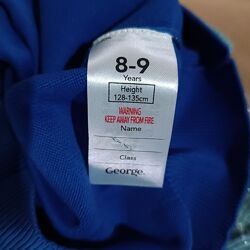 8-9
Years
Height
128-135cm
WARNING
KEEP AWAY FROM FIRE
Name
Class
George.